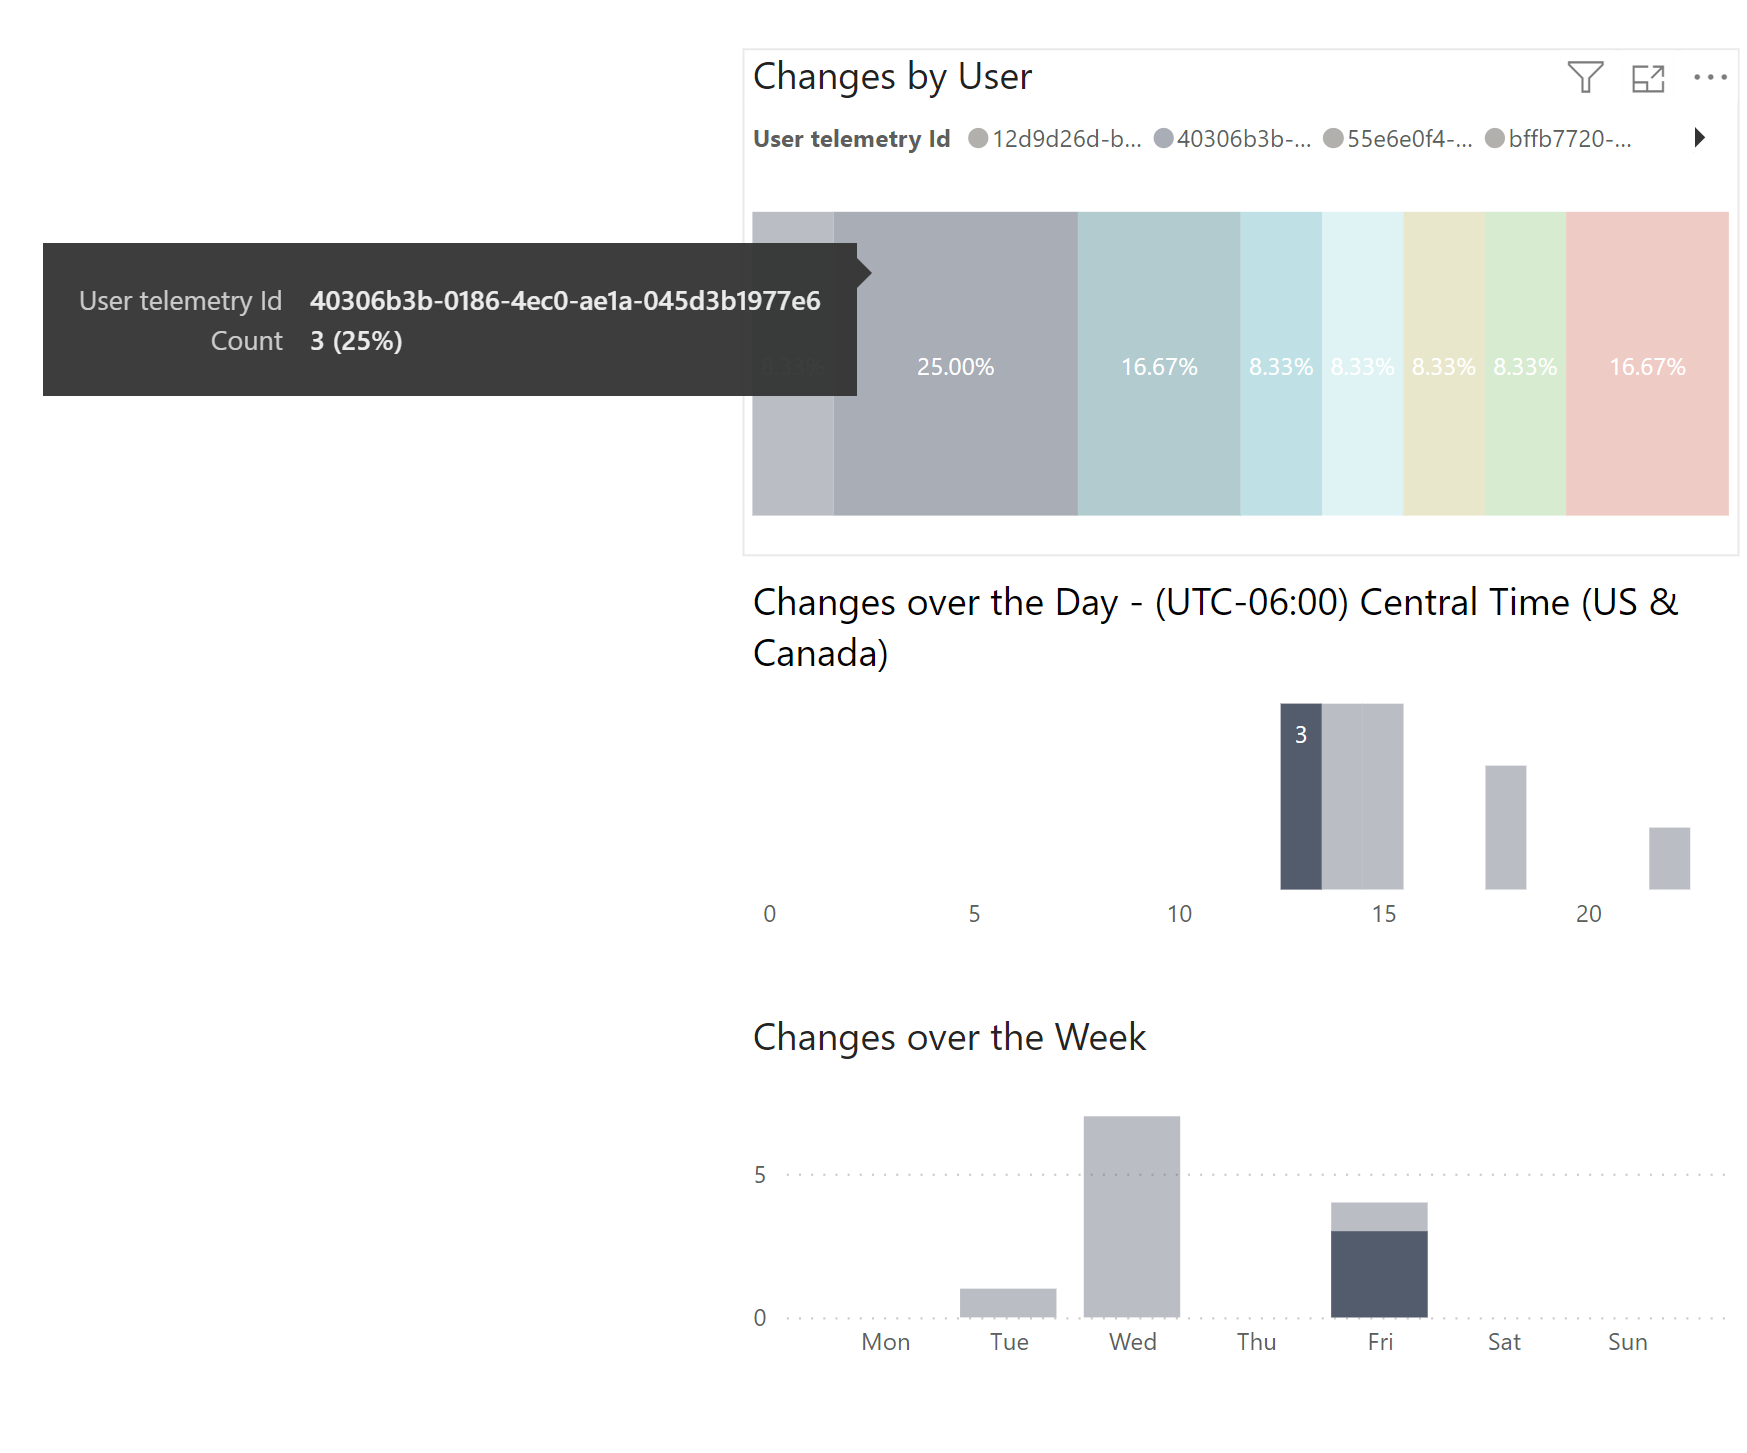 Changes by User
User telemetry Id 12d9d26d-b... 40306b3b-... 55e6e0f4-... bffb7720-...
User telemetry Id 40306b3b-0186-4ec0-ae1a-045d3b1977e6
Count 3 (25%)
25.00% 16.67% 8.33% 8.33% 8.33% 8.33% 16.67%
Changes over the Day - (UTC-06:00) Central Time (US &
Canada)
3
0 5 10 15 20
Changes over the Week
5
0
Mon Tue Wed Thu Fri Sat Sun